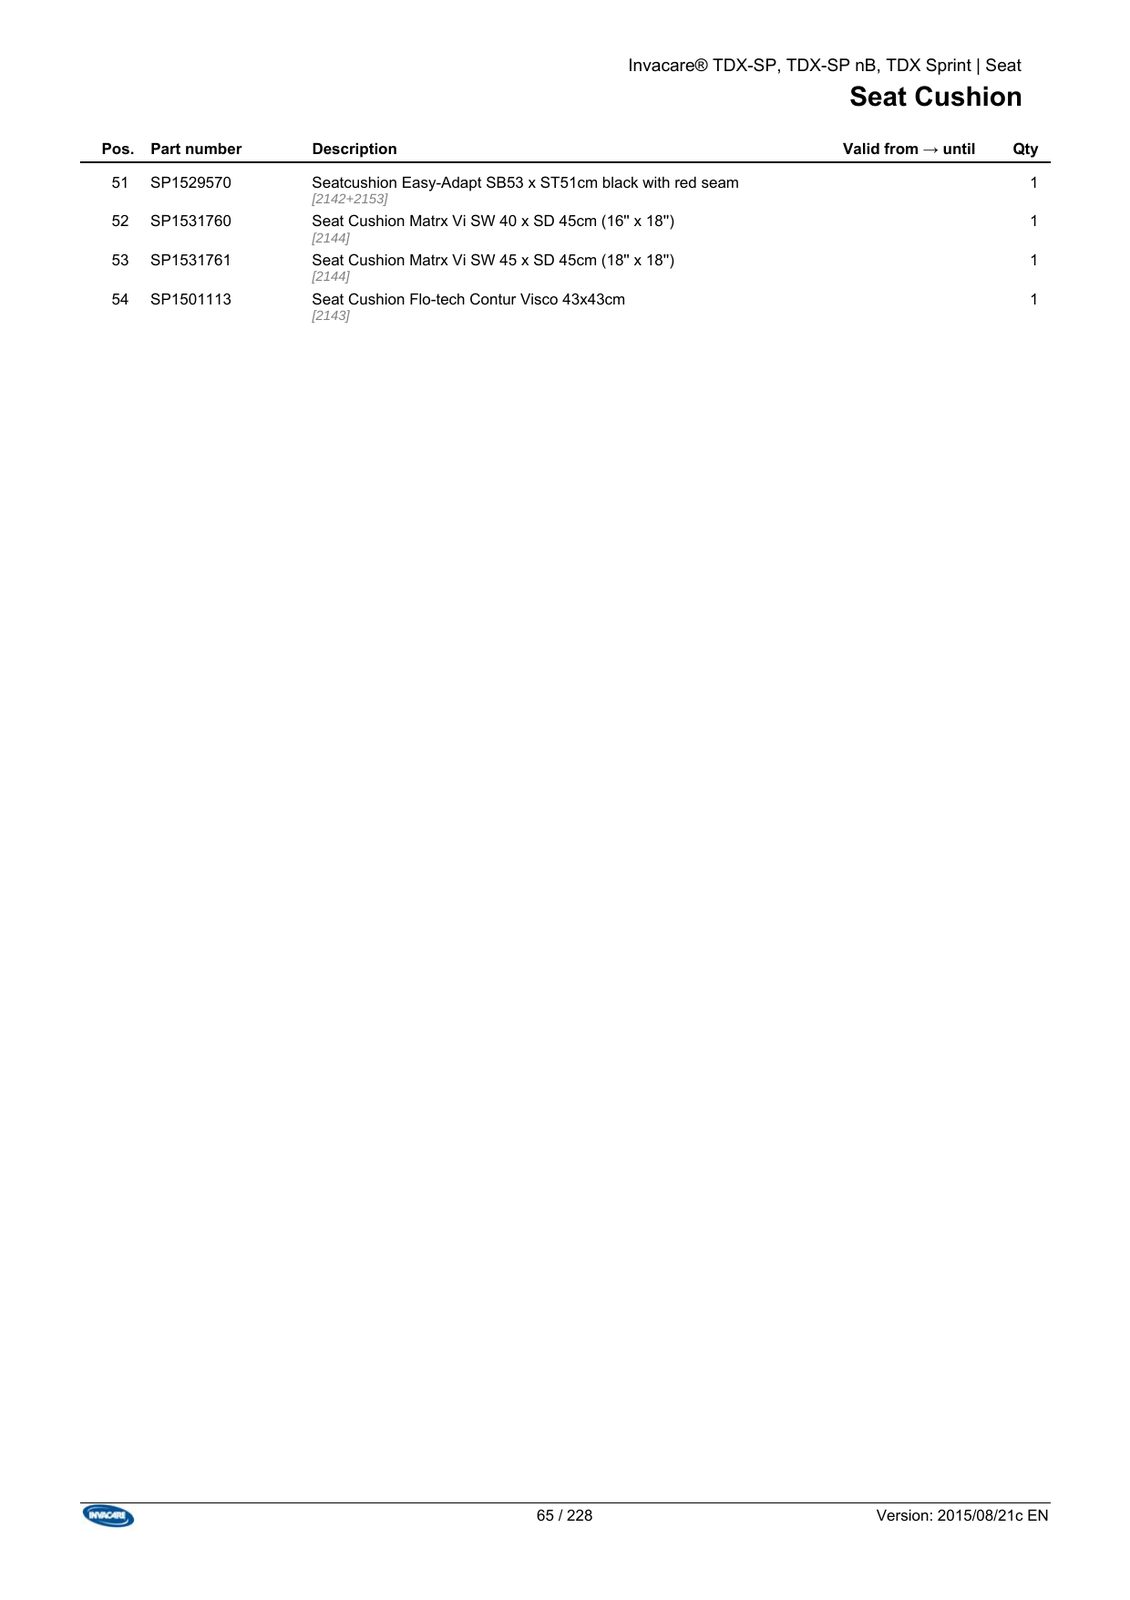 Invacare® TDX-SP, TDX-SP nB, TDX Sprint | Seat
Seat Cushion
Pos. Part number Description Valid from → until Qty
51 SP1529570 Seatcushion Easy-Adapt SB53 x ST51cm black with red seam 1
[2142+2153]
52 SP1531760 Seat Cushion Matrx Vi SW 40 x SD 45cm (16" x 18") 1
[2144]
53 SP1531761 Seat Cushion Matrx Vi SW 45 x SD 45cm (18" x 18") 1
[2144]
54 SP1501113 Seat Cushion Flo-tech Contur Visco 43x43cm 1
[2143]
INVACARE 65 / 228 Version: 2015/08/21c EN